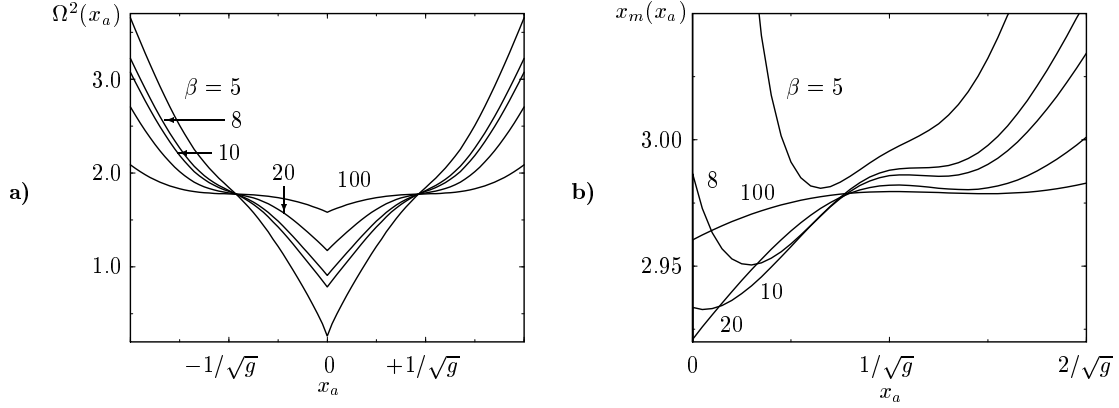 a)
Ω²(x_a)
3.0
2.0
1.0
β = 5
8
10
20
100
−1/√g
0
+1/√g
x_a
b)
x_m(x_a)
3.00
2.95
β = 5
8
100
10
20
0
1/√g
2/√g
x_a